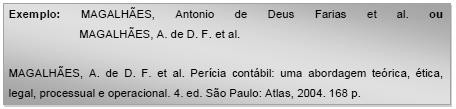 Exemplo: MAGALHÃES, Antonio de Deus Farias et al. ou
MAGALHÃES, A. de D. F. et al.
MAGALHÃES, A. de D. F. et al. Perícia contábil: uma abordagem teórica, ética,
legal, processual e operacional. 4. ed. São Paulo: Atlas, 2004. 168 p.